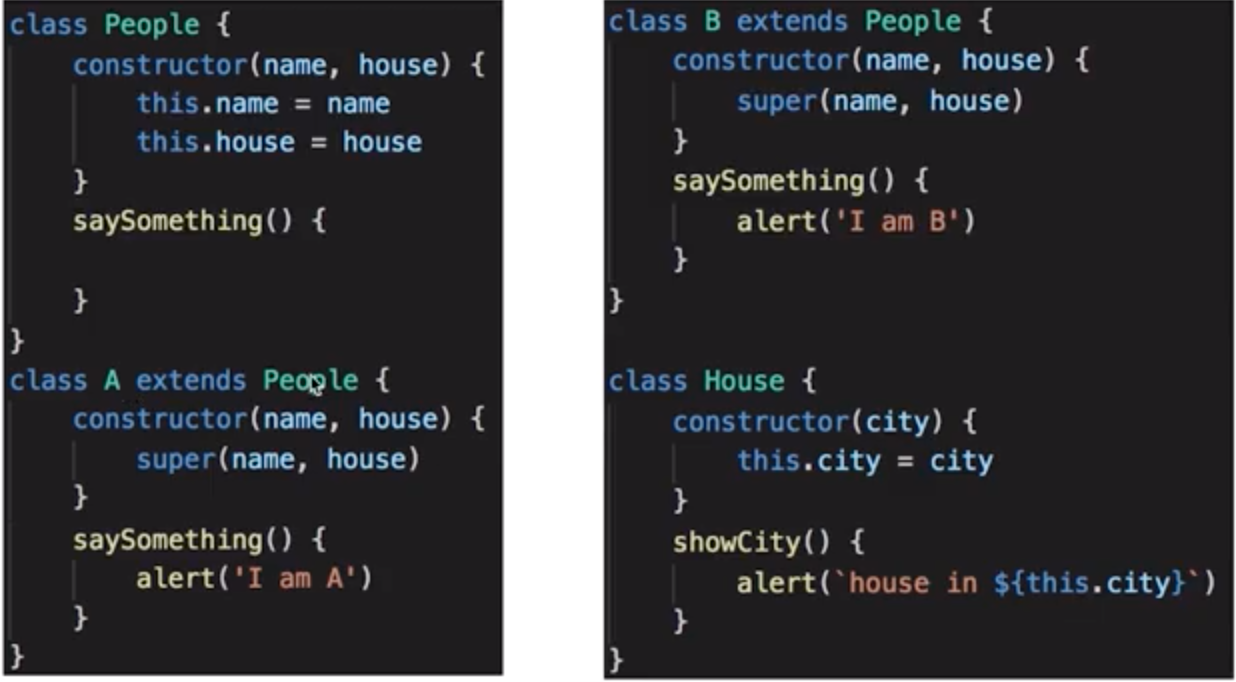 class People {
    constructor(name, house) {
        this.name = name
        this.house = house
    }
    saySomething() {

    }
}
class A extends People {
    constructor(name, house) {
        super(name, house)
    }
    saySomething() {
        alert('I am A')
    }
}
class B extends People {
    constructor(name, house) {
        super(name, house)
    }
    saySomething() {
        alert('I am B')
    }
}

class House {
    constructor(city) {
        this.city = city
    }
    showCity() {
        alert(`house in ${this.city}`)
    }
}